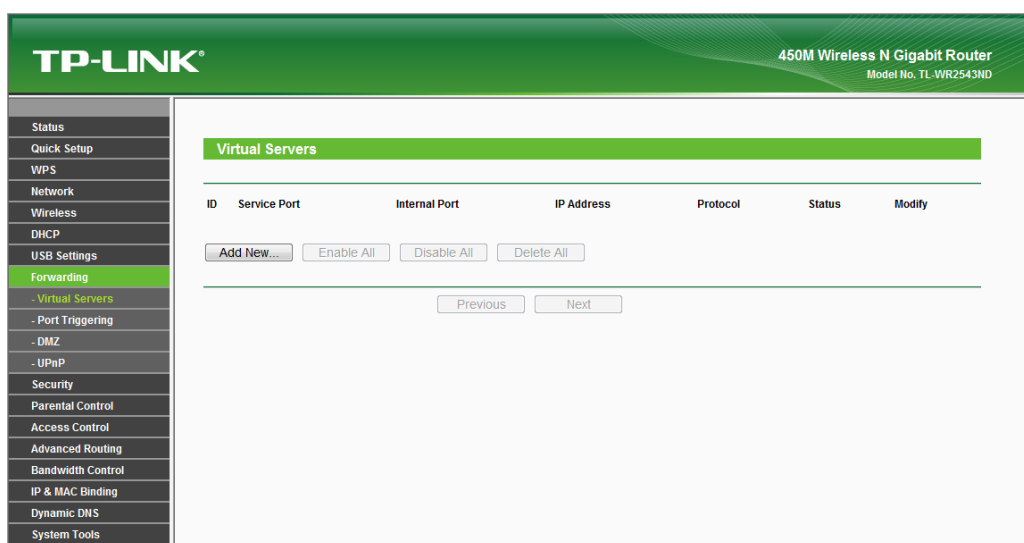 TP-LINK®
450M Wireless N Gigabit Router
Model No. TL-WR2543ND
Status
Quick Setup
WPS
Network
Wireless
DHCP
USB Settings
Forwarding
- Virtual Servers
- Port Triggering
- DMZ
- UPnP
Security
Parental Control
Access Control
Advanced Routing
Bandwidth Control
IP & MAC Binding
Dynamic DNS
System Tools
Virtual Servers
ID Service Port Internal Port IP Address Protocol Status Modify
Add New... Enable All Disable All Delete All
Previous Next